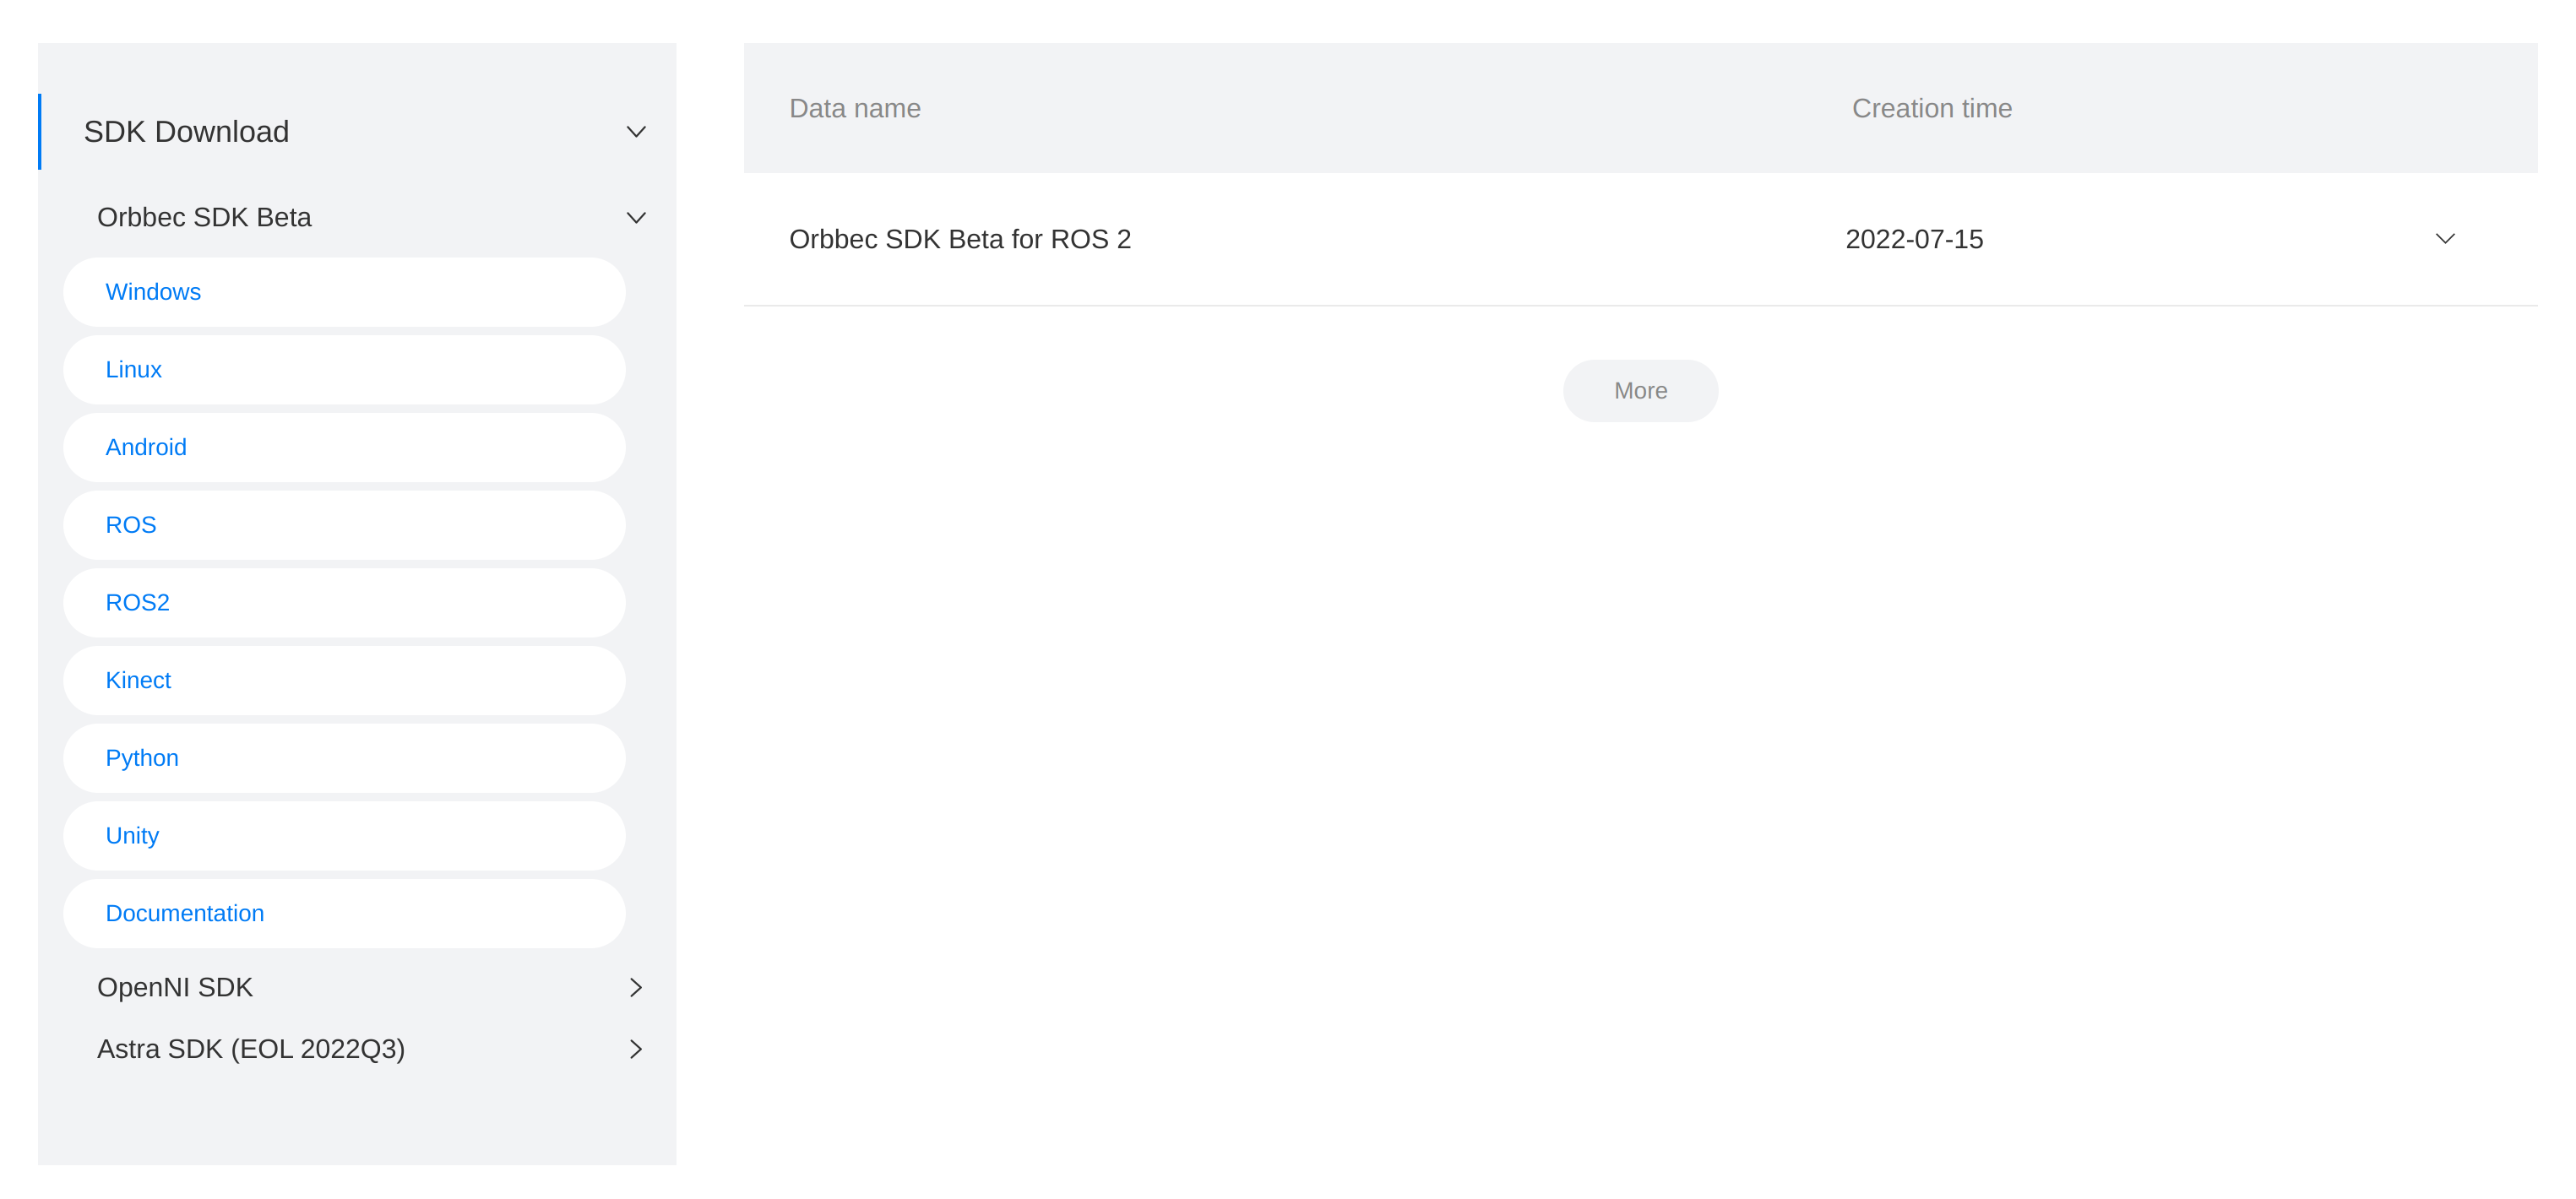 SDK Download
Orbbec SDK Beta
Windows
Linux
Android
ROS
ROS2
Kinect
Python
Unity
Documentation
OpenNI SDK
Astra SDK (EOL 2022Q3)
Data name Creation time
Orbbec SDK Beta for ROS 2 2022-07-15
More